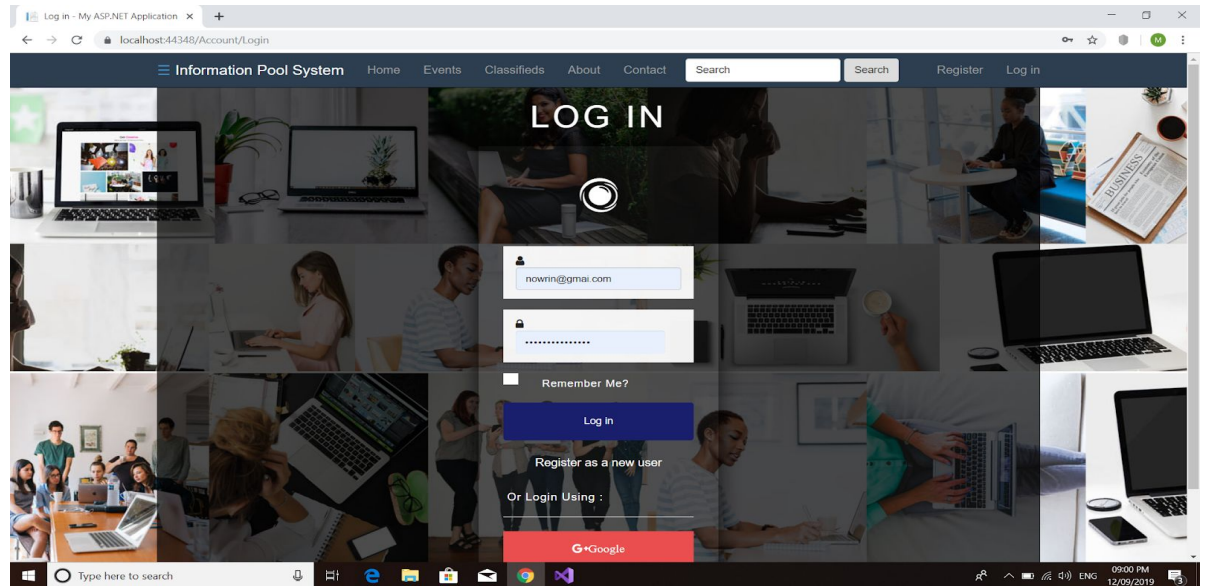 Log in - My ASP.NET Application
localhost:44348/Account/Login
M
Information Pool System Home Events Classifieds About Contact Search Search Register Log in
LOG IN
BUSINESS
nowrin@gmai.com
••••••••••••••
Remember Me?
Log in
Register as a new user
Or Login Using :
G+Google
Type here to search
ENG
09:00 PM
12/09/2019
3